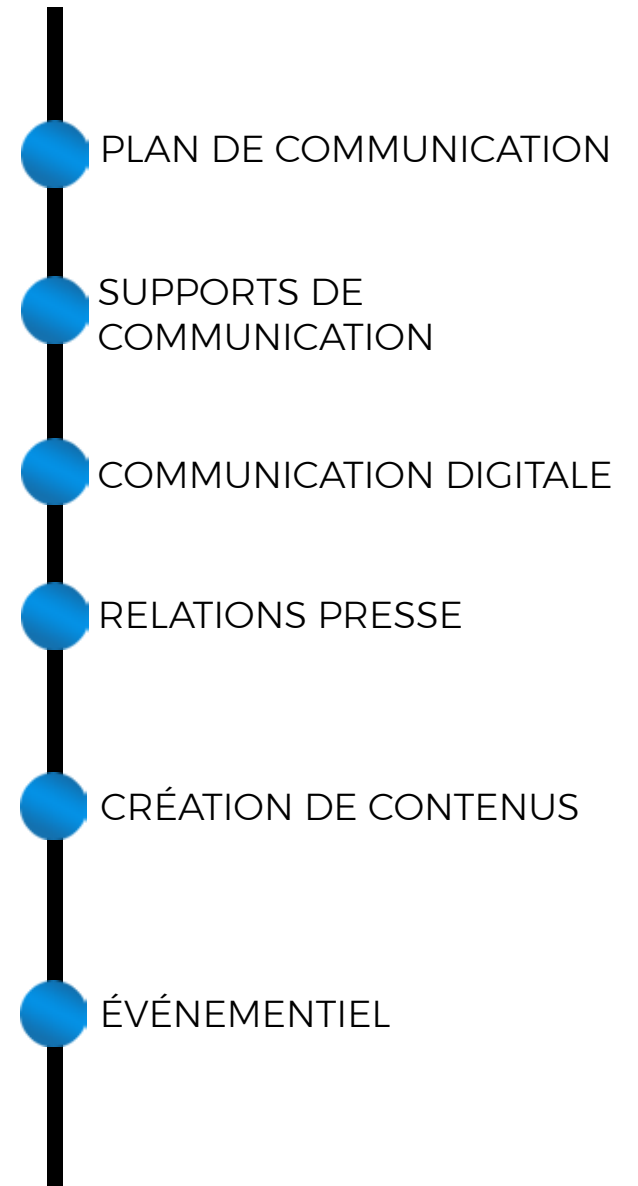 PLAN DE COMMUNICATION
SUPPORTS DE
COMMUNICATION
COMMUNICATION DIGITALE
RELATIONS PRESSE
CRÉATION DE CONTENUS
ÉVÉNEMENTIEL